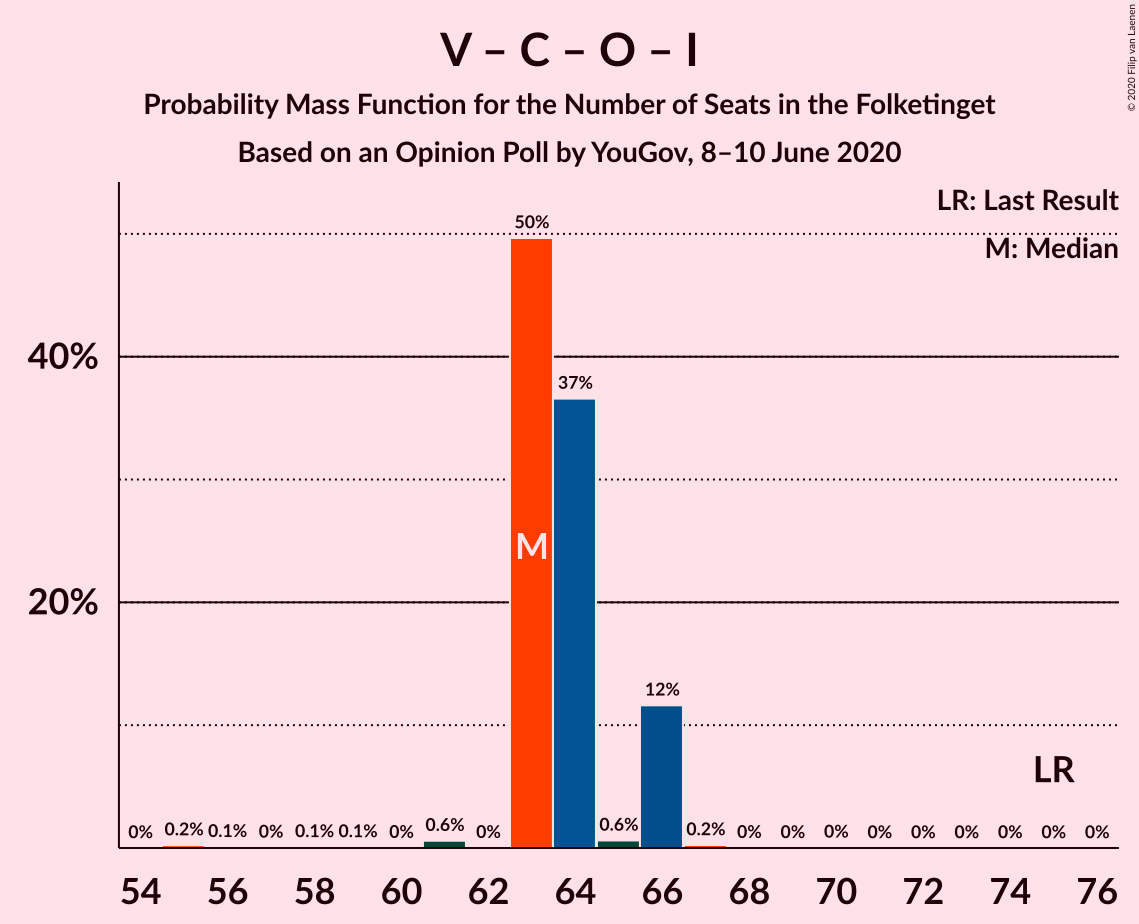 V – C – O – I
Probability Mass Function for the Number of Seats in the Folketinget
Based on an Opinion Poll by YouGov, 8–10 June 2020
© 2020 Filip van Laenen
LR: Last Result
M: Median
50%
40%
37%
M
20%
12%
LR
0% 0.2% 0.1% 0% 0.1% 0.1% 0% 0.6% 0% 0.6% 0.2% 0% 0% 0% 0% 0% 0% 0% 0% 0%
54 56 58 60 62 64 66 68 70 72 74 76